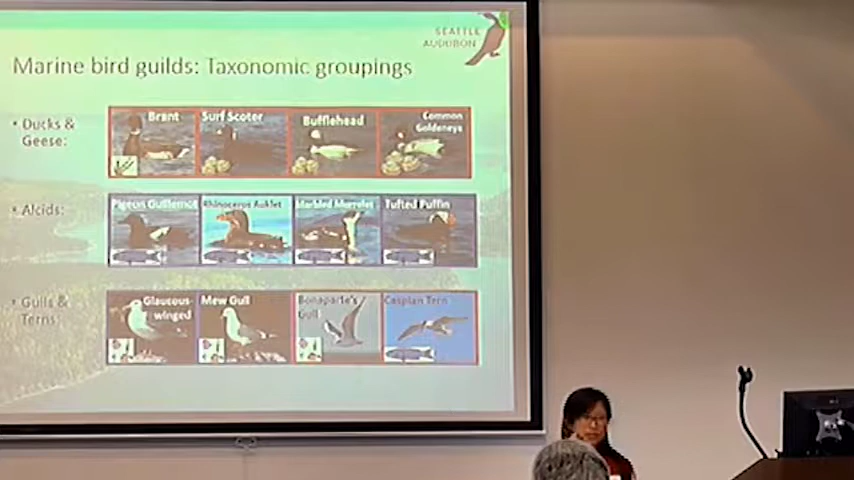 SEATTLE
AUDUBON
Marine bird guilds: Taxonomic groupings
• Ducks &
Geese:
Brant
Surf Scoter
Bufflehead
Common
Goldeneye
• Alcids:
Pigeon Guillemot
Rhinoceros Auklet
Marbled Murrelet
Tufted Puffin
• Gulls &
Terns:
Glaucous-
winged
Mew Gull
Bonaparte's
Gull
Caspian Tern